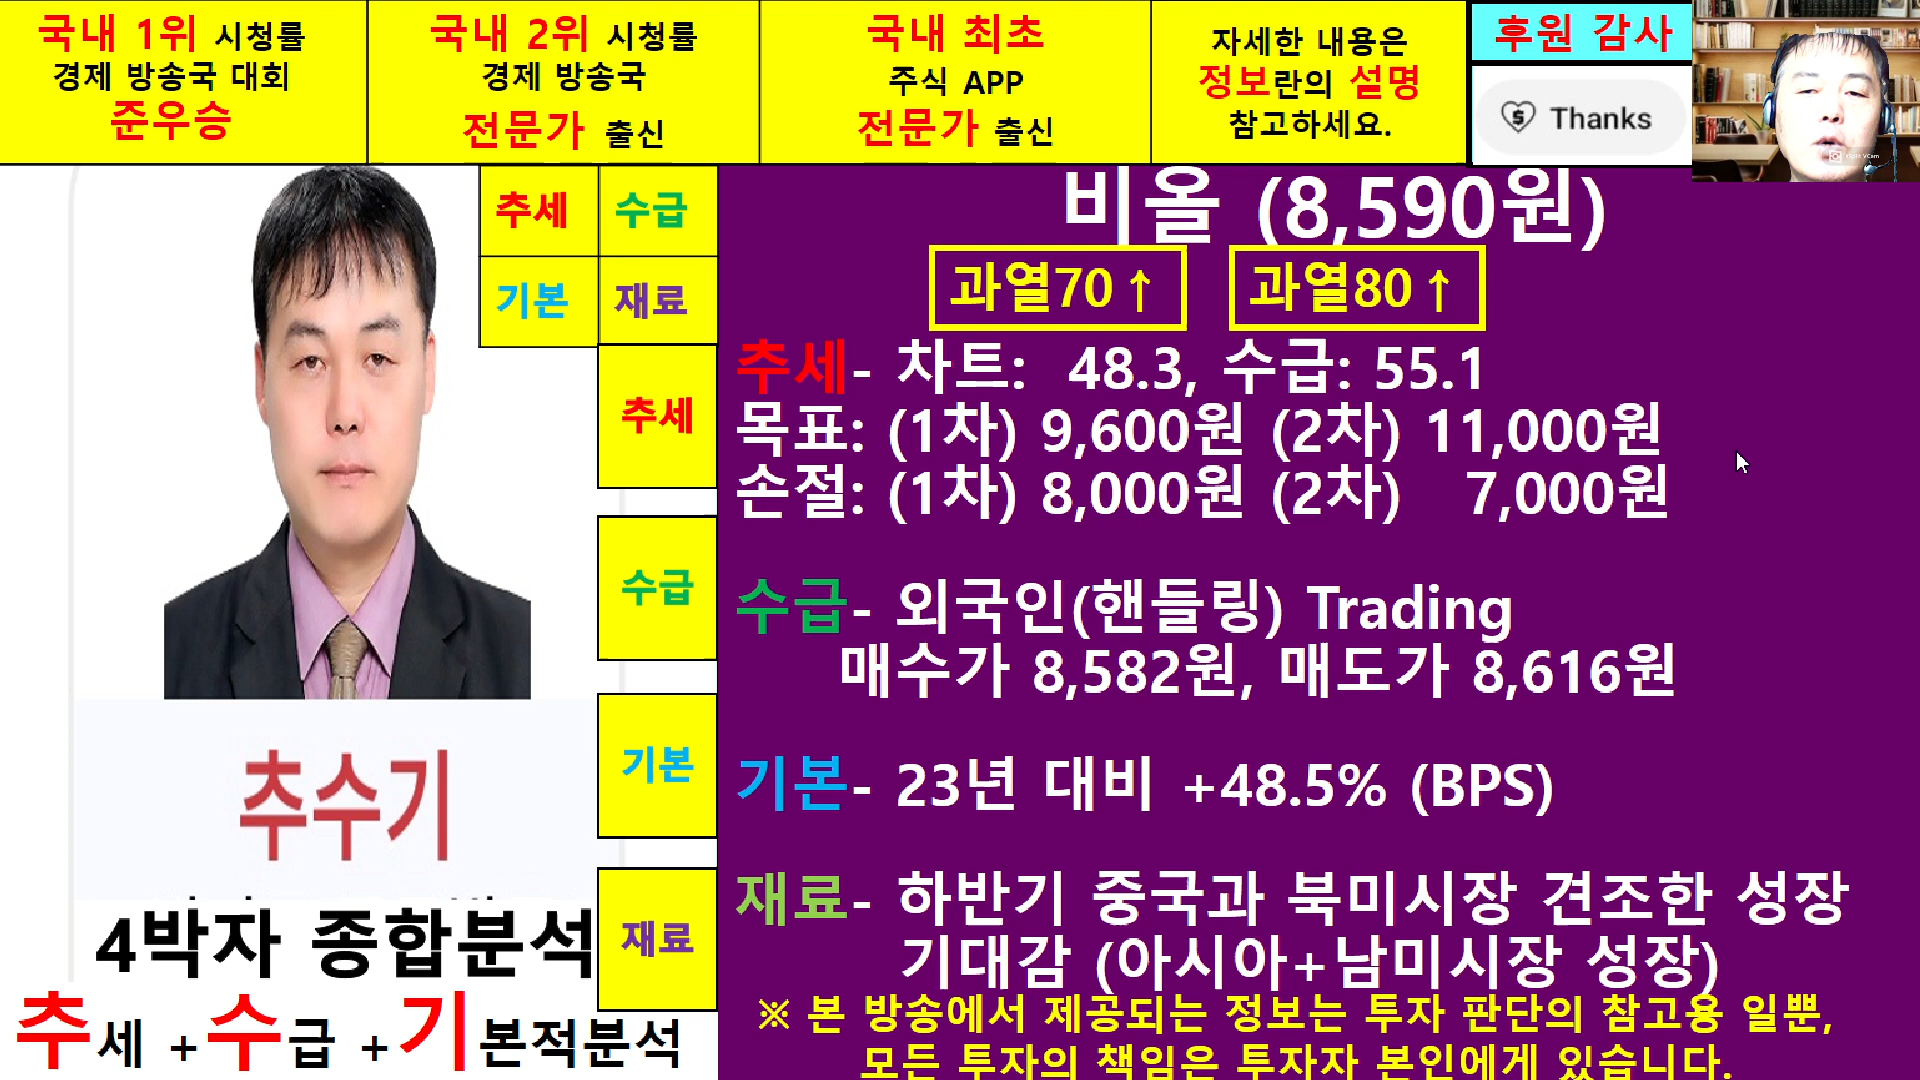 국내 1위 시청률
경제 방송국 대회
준우승
국내 2위 시청률
경제 방송국
전문가 출신
국내 최초
주식 APP
전문가 출신
자세한 내용은
정보란의 설명
참고하세요.
후원 감사
Thanks
추세 수급
기본 재료
추세
수급
기본
재료
추수기
4박자 종합분석
추세 +수급 +기본적분석
비올 (8,590원)
과열70↑ 과열80↑
추세- 차트: 48.3, 수급: 55.1
목표: (1차) 9,600원 (2차) 11,000원
손절: (1차) 8,000원 (2차) 7,000원
수급- 외국인(핸들링) Trading
매수가 8,582원, 매도가 8,616원
기본- 23년 대비 +48.5% (BPS)
재료- 하반기 중국과 북미시장 견조한 성장
기대감 (아시아+남미시장 성장)
※ 본 방송에서 제공되는 정보는 투자 판단의 참고용 일뿐,
모든 투자의 책임은 투자자 본인에게 있습니다.